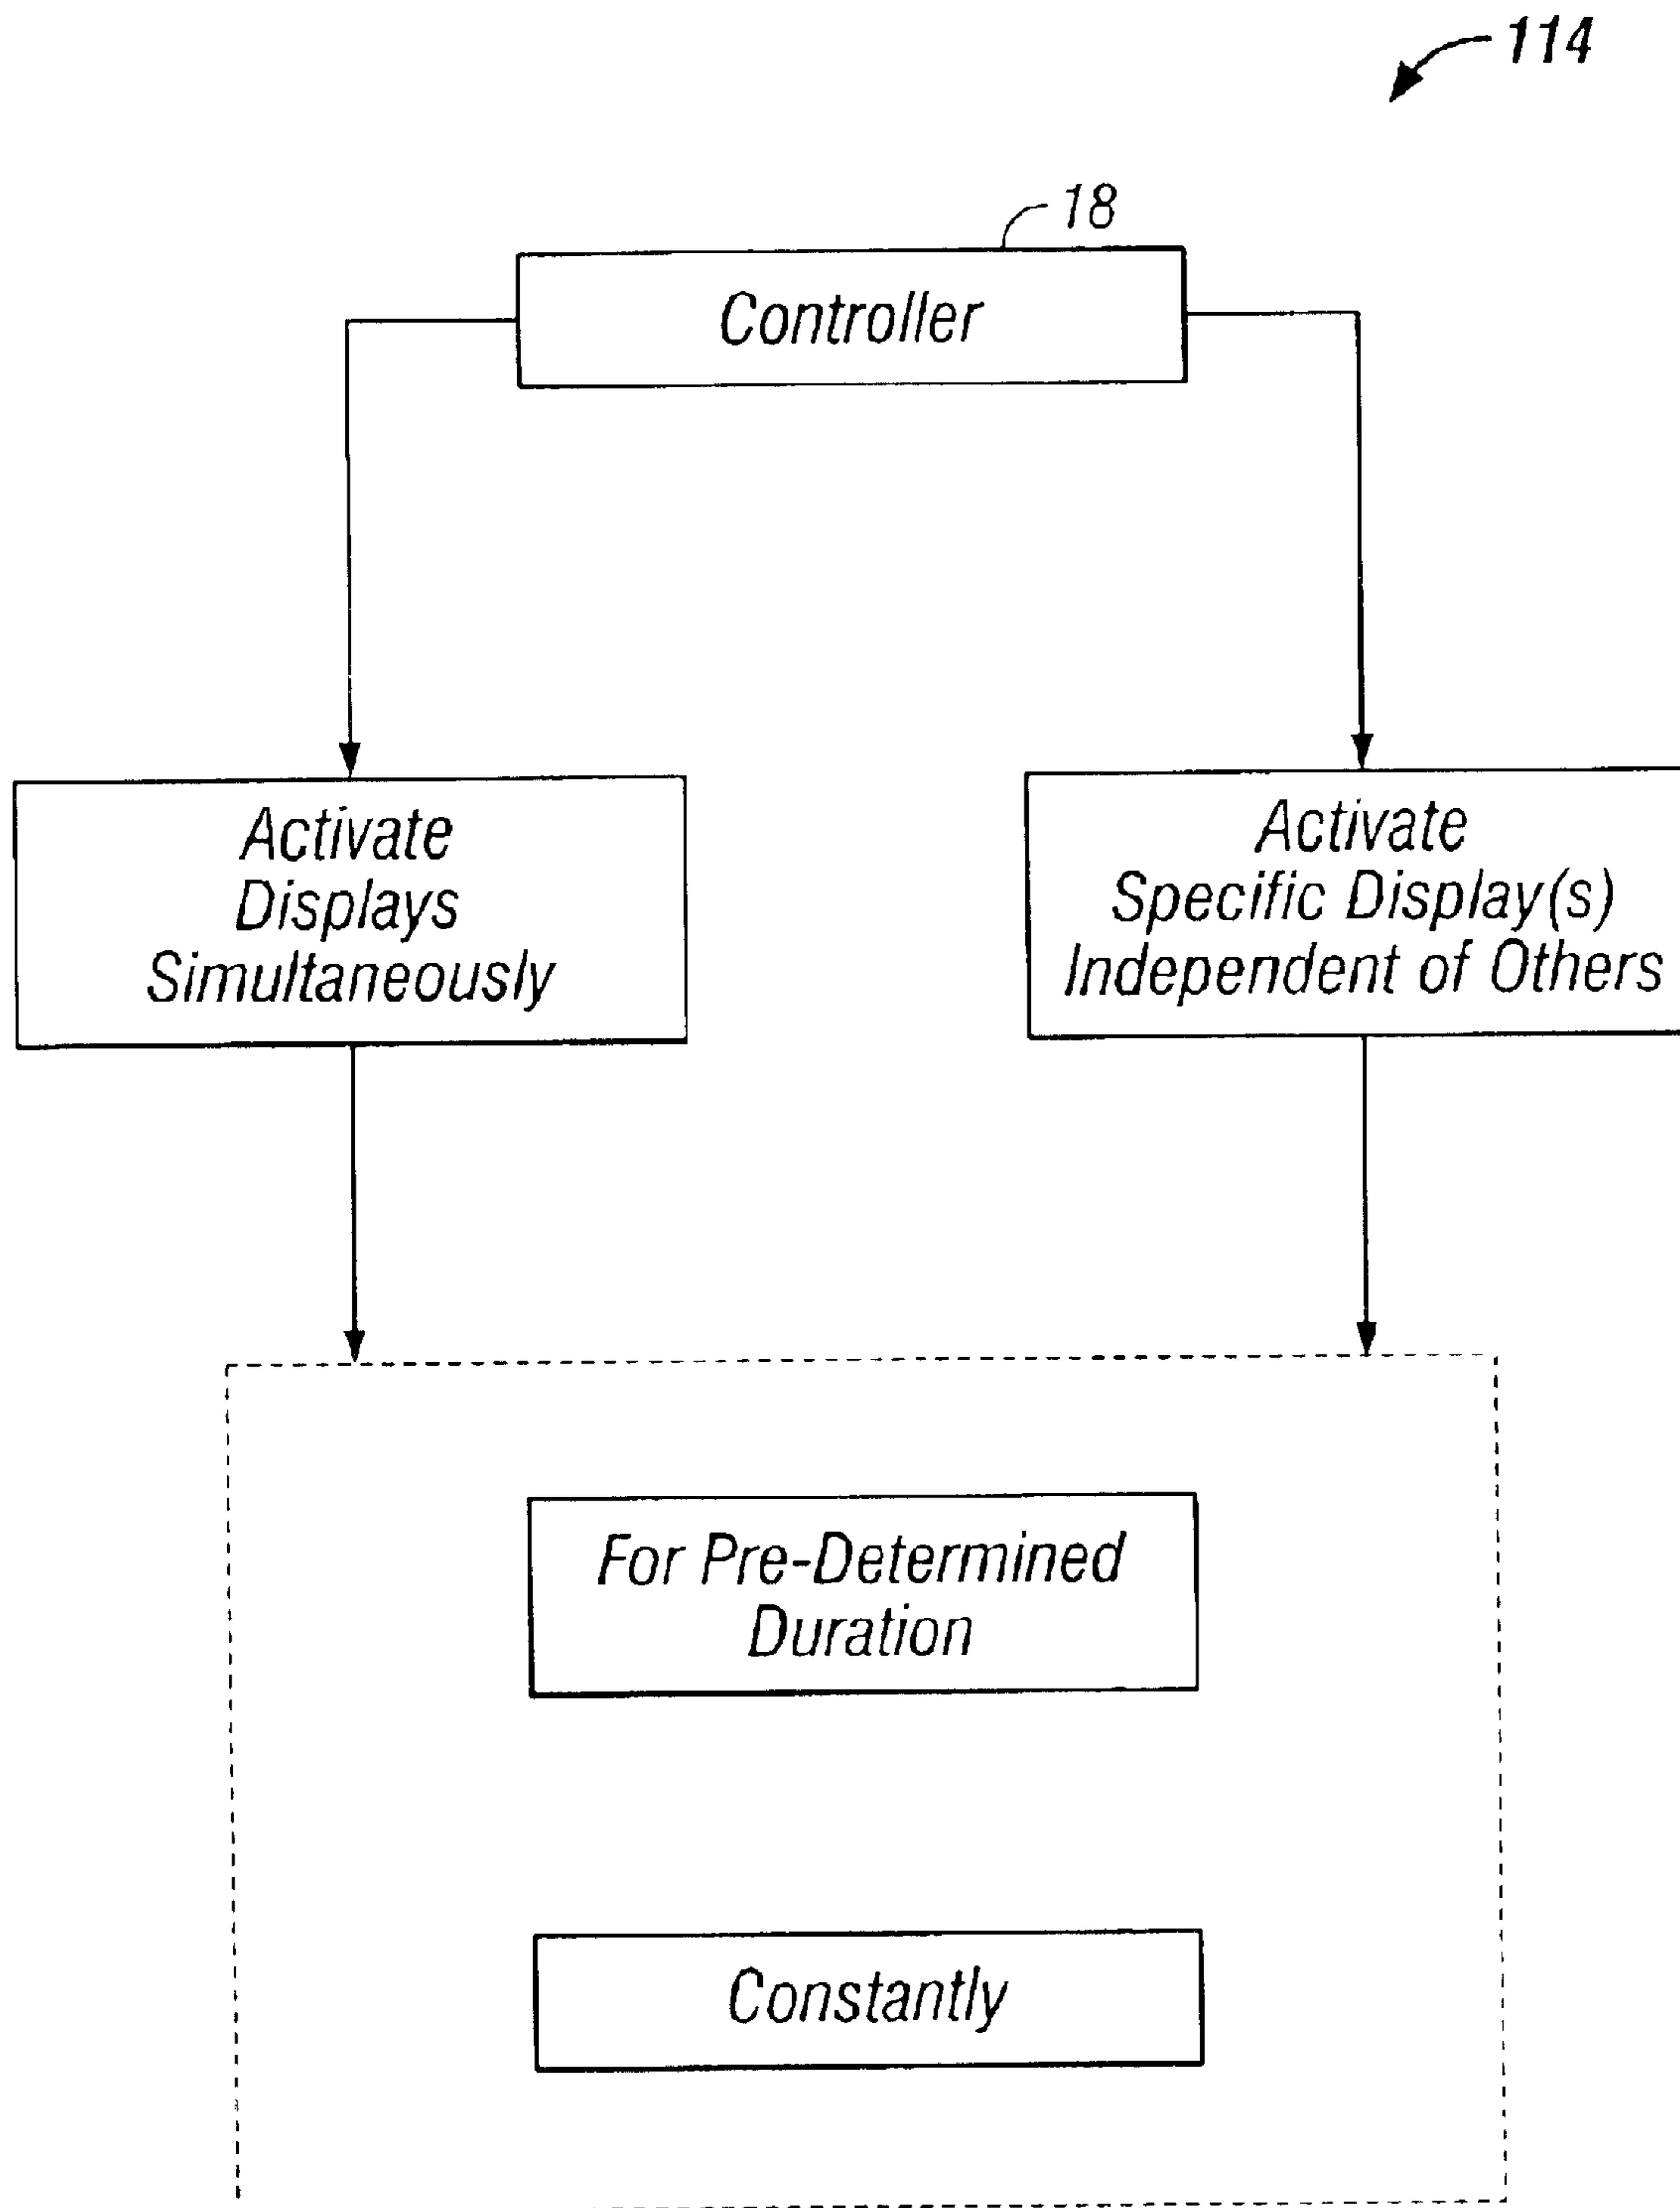 114
18
Controller
Activate
Displays
Simultaneously
Activate
Specific Display(s)
Independent of Others
For Pre-Determined
Duration
Constantly